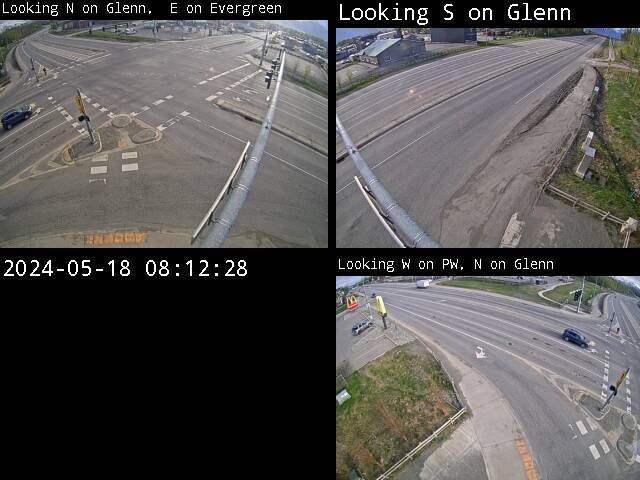 Looking N on Glenn,  E on Evergreen
Looking S on Glenn
2024-05-18 08:12:28
Looking W on PW, N on Glenn